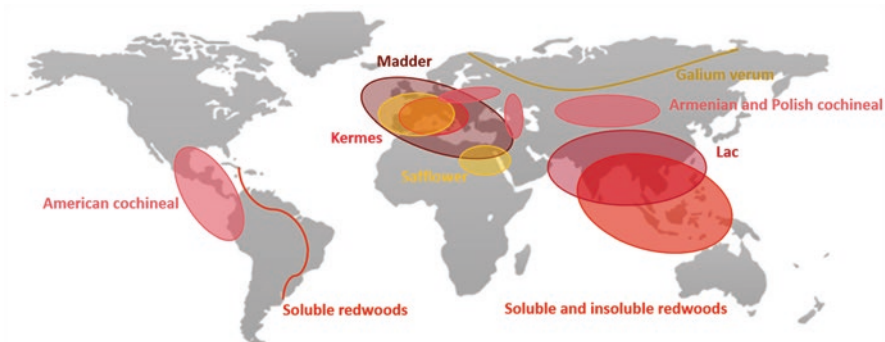 Madder
Galium verum
Armenian and Polish cochineal
Kermes
Lac
Safflower
American cochineal
Soluble redwoods
Soluble and insoluble redwoods